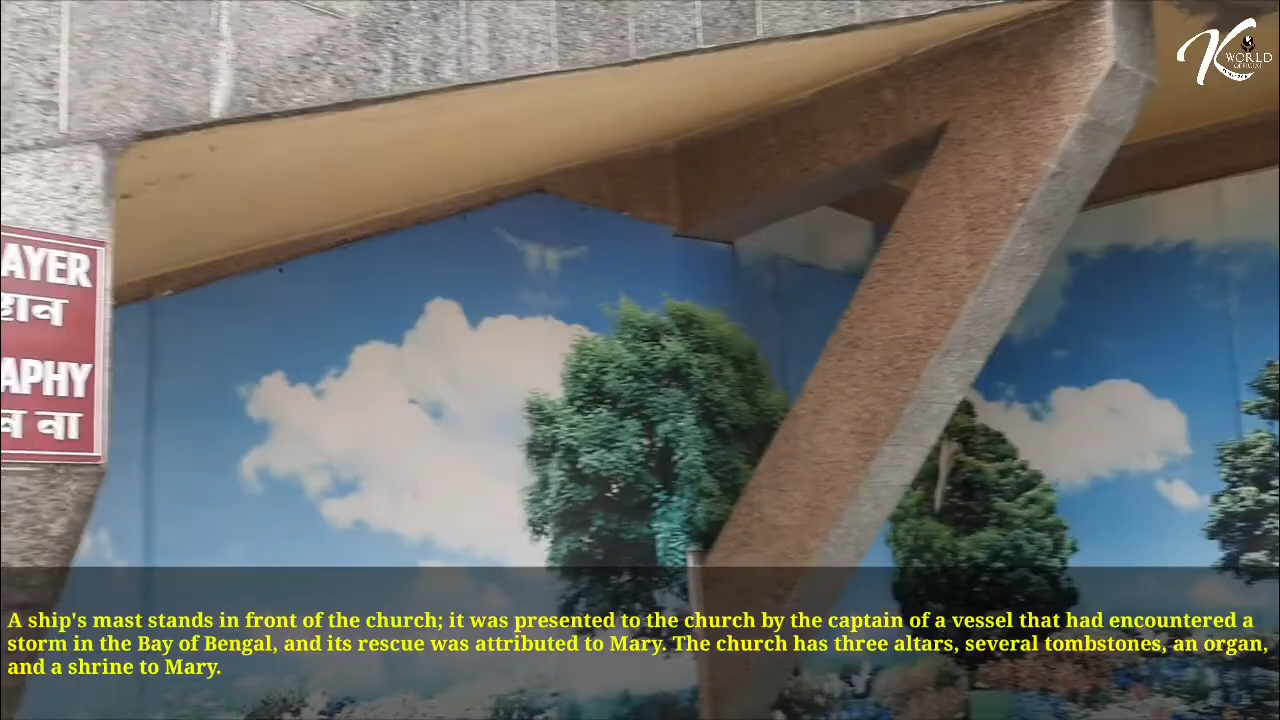 K
WORLD
AYER
APHY
न वा
A ship's mast stands in front of the church; it was presented to the church by the captain of a vessel that had encountered a
storm in the Bay of Bengal, and its rescue was attributed to Mary. The church has three altars, several tombstones, an organ,
and a shrine to Mary.